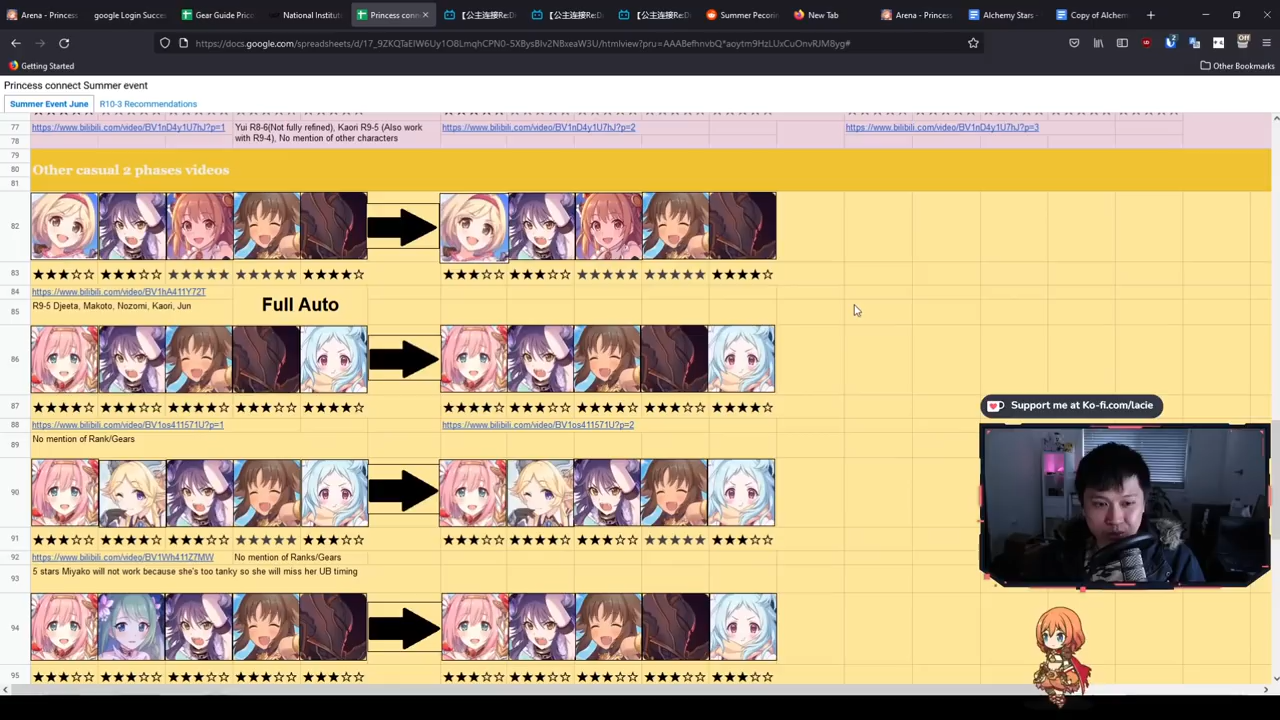 Arena - Princess
google Login Succe
Gear Guide Pric
National Institut
Princess conn
【公主连接Re:Di
【公主连接Re:Di
【公主连接Re:Di
Summer Pecorin
New Tab
Arena - Princess
Alchemy Stars -
Copy of Alchem
https://docs.google.com/spreadsheets/d/17_9ZKQTaEIW6Uy1O8LmqhCPN0-5XBysBIv2NBxeaW3U/htmlview?pru=AAABefhnvbQ*aoytm9HzLUxCuOnvRJM8yg#
Off
Getting Started
Other Bookmarks
Princess connect Summer event
Summer Event June
R10-3 Recommendations
77
https://www.bilibili.com/video/BV1nD4y1U7hJ?p=1
Yui R8-6(Not fully refined), Kaori R9-5 (Also work
with R9-4), No mention of other characters
https://www.bilibili.com/video/BV1nD4y1U7hJ?p=2
https://www.bilibili.com/video/BV1nD4y1U7hJ?p=3
78
79
80
Other casual 2 phases videos
81
82
83
84
https://www.bilibili.com/video/BV1hA411Y72T
85
R9-5 Djeeta, Makoto, Nozomi, Kaori, Jun
Full Auto
86
87
88
https://www.bilibili.com/video/BV1os411571U?p=1
https://www.bilibili.com/video/BV1os411571U?p=2
89
No mention of Rank/Gears
90
91
92
https://www.bilibili.com/video/BV1Wh411Z7MW
No mention of Ranks/Gears
93
5 stars Miyako will not work because she's too tanky so she will miss her UB timing
94
95
Support me at Ko-fi.com/lacie